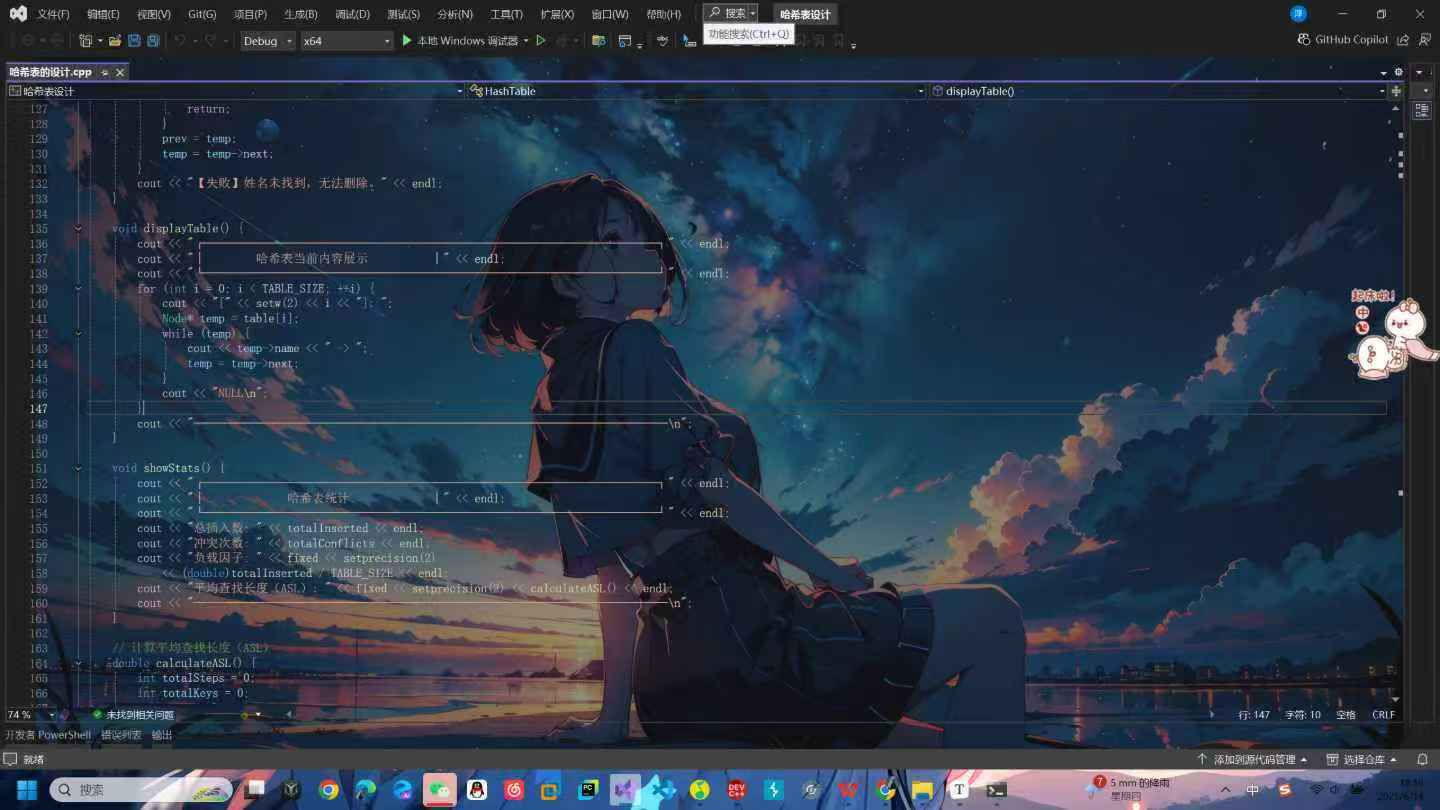 文件(F) 编辑(E) 视图(V) Git(G) 项目(P) 生成(B) 调试(D) 测试(S) 分析(N) 工具(T) 扩展(X) 窗口(W) 帮助(H) 搜索 哈希表设计 浮
功能搜索(Ctrl+Q)
Debug x64 本地 Windows 调试器 GitHub Copilot
哈希表的设计.cpp
哈希表设计 HashTable displayTable()
127 return;
128 }
129 prev = temp;
130 temp = temp->next;
131 }
132 cout << "【失败】姓名未找到，无法删除。" << endl;
133 }
134
135 void displayTable() {
136 cout << "┌────────────────────┐" << endl;
137 cout << "│ 哈希表当前内容展示 │" << endl;
138 cout << "└────────────────────┘" << endl;
139 for (int i = 0; i < TABLE_SIZE; ++i) {
140 cout << "[" << setw(2) << i << "]: ";
141 Node* temp = table[i];
142 while (temp) {
143 cout << temp->name << " -> ";
144 temp = temp->next;
145 }
146 cout << "NULL\n";
147 }
148 cout << "────────────────────\n";
149 }
150
151 void showStats() {
152 cout << "┌────────────────────┐" << endl;
153 cout << "│ 哈希表统计 │" << endl;
154 cout << "└────────────────────┘" << endl;
155 cout << "总插入数: " << totalInserted << endl;
156 cout << "冲突次数: " << totalConflicts << endl;
157 cout << "负载因子: " << fixed << setprecision(2)
158 << (double)totalInserted / TABLE_SIZE << endl;
159 cout << "平均查找长度（ASL）: " << fixed << setprecision(2) << calculateASL() << endl;
160 cout << "────────────────────\n";
161 }
162
163 // 计算平均查找长度（ASL）
164 double calculateASL() {
165 int totalSteps = 0;
166 int totalKeys = 0;
起床啦!
中
74 % 未找到相关问题 行: 147 字符: 10 空格 CRLF
开发者 PowerShell 错误列表 输出
就绪 添加到源代码管理 选择仓库
搜索 7 5 mm 的降雨 中
星期四